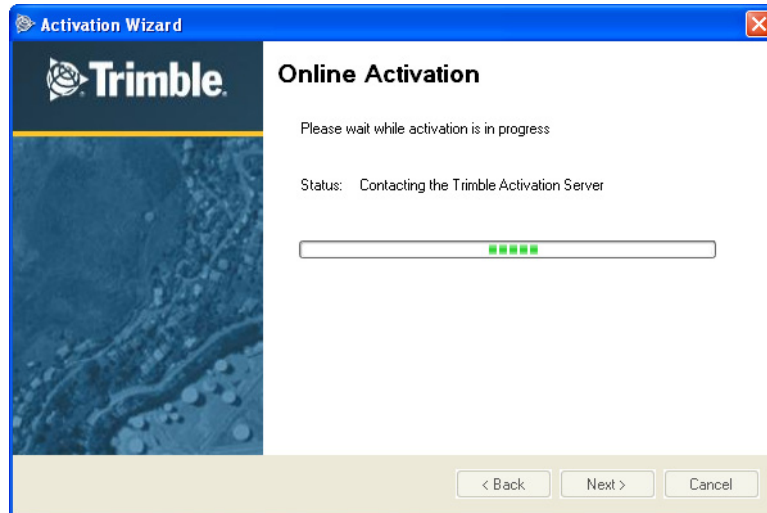 Activation Wizard
Trimble.
Online Activation
Please wait while activation is in progress
Status: Contacting the Trimble Activation Server
< Back Next > Cancel